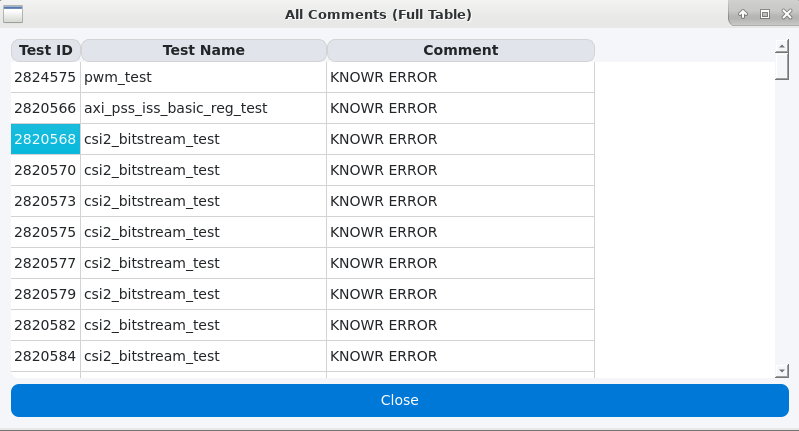 All Comments (Full Table)
Test ID Test Name Comment
2824575 pwm_test KNOWR ERROR
2820566 axi_pss_iss_basic_reg_test KNOWR ERROR
2820568 csi2_bitstream_test KNOWR ERROR
2820570 csi2_bitstream_test KNOWR ERROR
2820573 csi2_bitstream_test KNOWR ERROR
2820575 csi2_bitstream_test KNOWR ERROR
2820577 csi2_bitstream_test KNOWR ERROR
2820579 csi2_bitstream_test KNOWR ERROR
2820582 csi2_bitstream_test KNOWR ERROR
2820584 csi2_bitstream_test KNOWR ERROR
Close